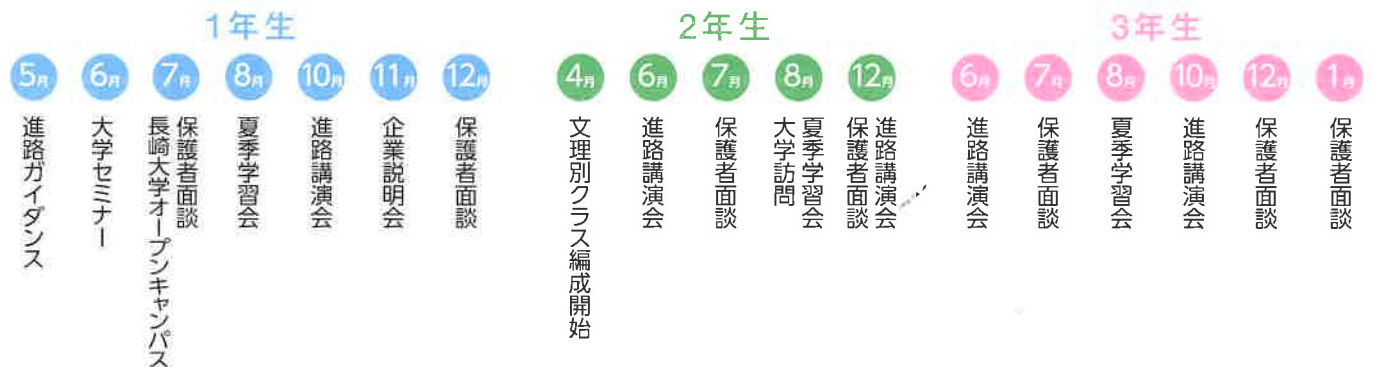 1年生
5月
進路ガイダンス
6月
大学セミナー
7月
保護者面談
長崎大学オープンキャンパス
8月
夏季学習会
10月
進路講演会
11月
企業説明会
12月
保護者面談
2年生
4月
文理別クラス編成開始
6月
進路講演会
7月
保護者面談
8月
夏季学習会
大学訪問
12月
進路講演会
保護者面談
3年生
6月
進路講演会
7月
保護者面談
8月
夏季学習会
10月
進路講演会
12月
保護者面談
1月
保護者面談